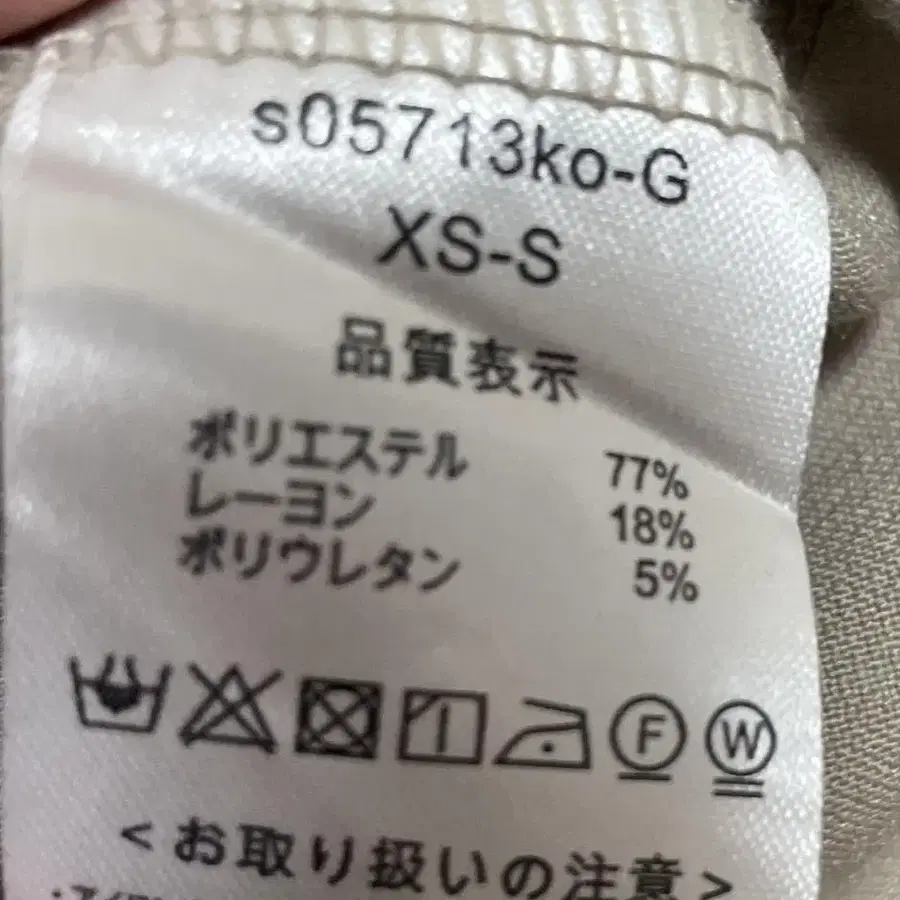 s05713ko-G
XS-S
品質表示
ポリエステル 77%
レーヨン 18%
ポリウレタン 5%
F W
<お取り扱いの注意>